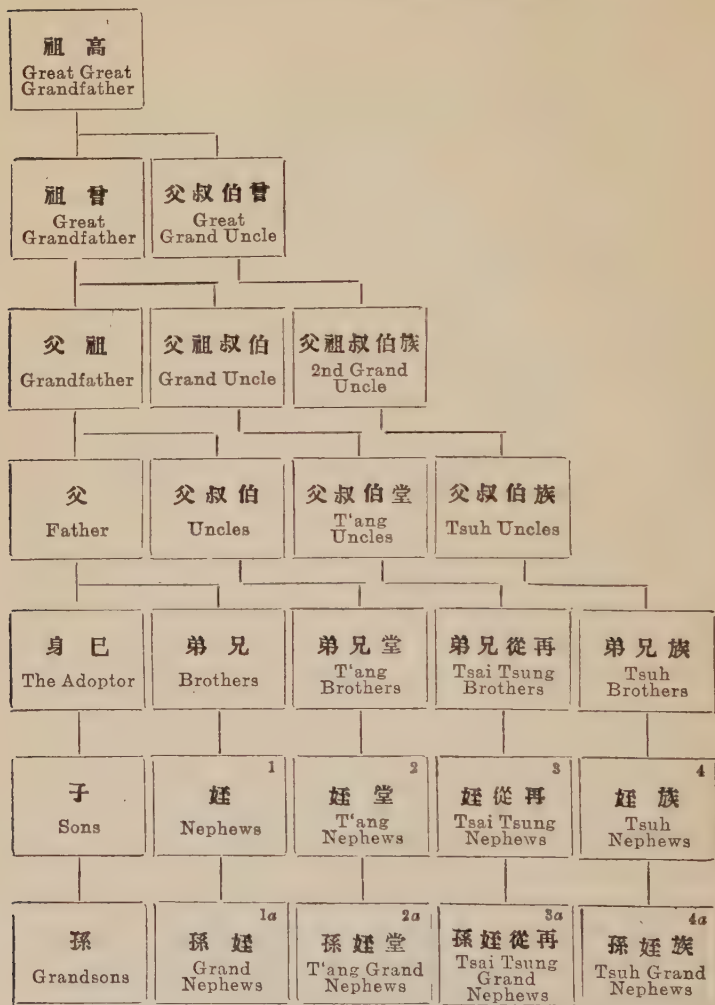 高祖
Great Great
Grandfather
曾祖
Great
Grandfather
曾伯叔父
Great
Grand Uncle
祖父
Grandfather
伯叔祖父
Grand Uncle
族伯叔祖父
2nd Grand
Uncle
父
Father
伯叔父
Uncles
堂伯叔父
T‘ang
Uncles
族伯叔父
Tsuh Uncles
巳身
The Adoptor
兄弟
Brothers
堂兄弟
T‘ang
Brothers
再從兄弟
Tsai Tsung
Brothers
族兄弟
Tsuh
Brothers
子
Sons
1
姪
Nephews
2
堂姪
T‘ang
Nephews
3
再從姪
Tsai Tsung
Nephews
4
族姪
Tsuh
Nephews
孫
Grandsons
1a
姪孫
Grand
Nephews
2a
堂姪孫
T‘ang Grand
Nephews
3a
再從姪孫
Tsai Tsung
Grand
Nephews
4a
族姪孫
Tsuh Grand
Nephews